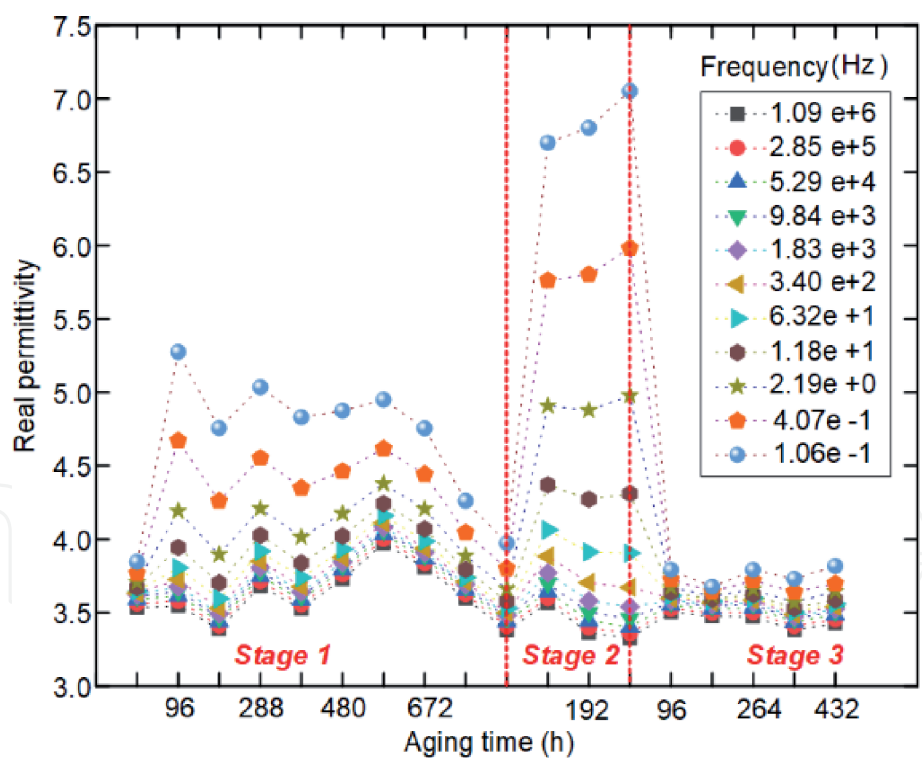 7.5
7.0
6.5
6.0
5.5
5.0
4.5
4.0
3.5
3.0
Real permittivity
Frequency(Hz )
1.09 e+6
2.85 e+5
5.29 e+4
9.84 e+3
1.83 e+3
3.40 e+2
6.32e +1
1.18e +1
2.19e +0
4.07e -1
1.06e -1
Stage 1 Stage 2 Stage 3
96 288 480 672 192 96 264 432
Aging time (h)